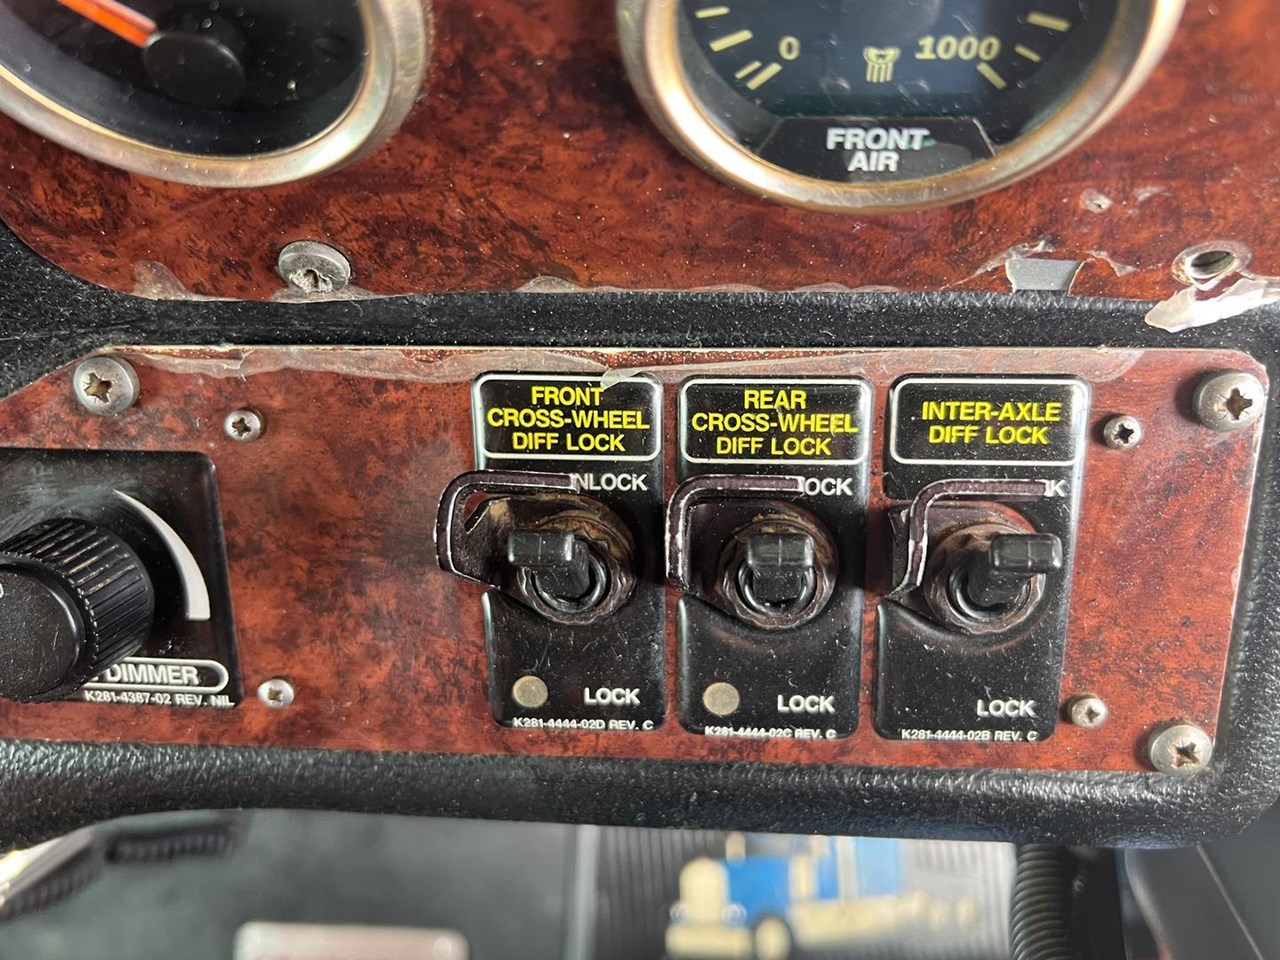 0
1000
FRONT
AIR
FRONT
CROSS-WHEEL
DIFF LOCK
REAR
CROSS-WHEEL
DIFF LOCK
INTER-AXLE
DIFF LOCK
NLOCK
OCK
K
DIMMER
K281-4367-02 REV. NIL
LOCK
K281-4444-02D REV. C
LOCK
K281-4444-02C REV. C
LOCK
K281-4444-02B REV. C